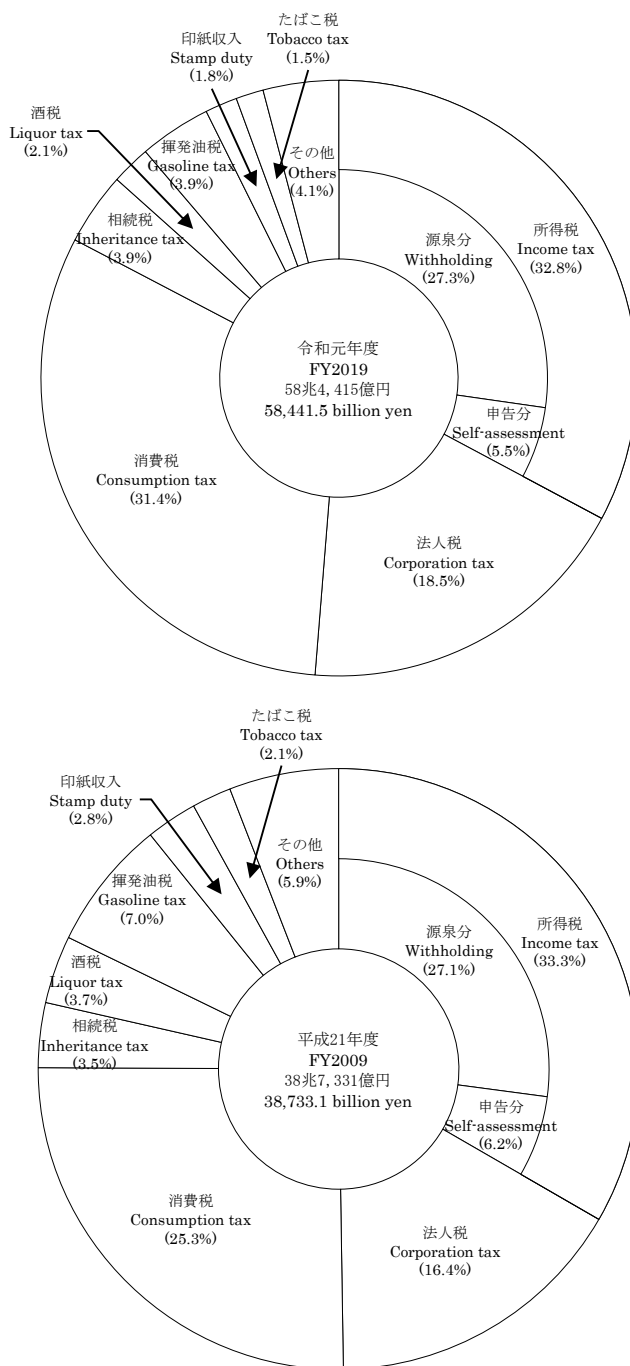 たばこ税
Tobacco tax
(1.5%)
印紙収入
Stamp duty
(1.8%)
酒税
Liquor tax
(2.1%)
揮発油税
Gasoline tax
(3.9%)
その他
Others
(4.1%)
相続税
Inheritance tax
(3.9%)
源泉分
Withholding
(27.3%)
所得税
Income tax
(32.8%)
令和元年度
FY2019
58兆4,415億円
58,441.5 billion yen
申告分
Self-assessment
(5.5%)
消費税
Consumption tax
(31.4%)
法人税
Corporation tax
(18.5%)
たばこ税
Tobacco tax
(2.1%)
印紙収入
Stamp duty
(2.8%)
その他
Others
(5.9%)
揮発油税
Gasoline tax
(7.0%)
源泉分
Withholding
(27.1%)
所得税
Income tax
(33.3%)
酒税
Liquor tax
(3.7%)
相続税
Inheritance tax
(3.5%)
平成21年度
FY2009
38兆7,331億円
38,733.1 billion yen
申告分
Self-assessment
(6.2%)
消費税
Consumption tax
(25.3%)
法人税
Corporation tax
(16.4%)